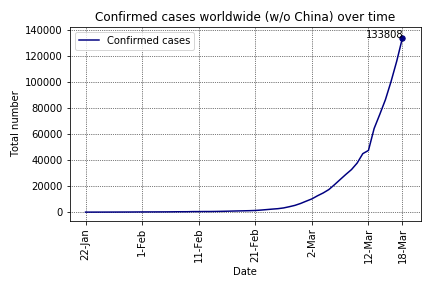 Confirmed cases worldwide (w/o China) over time
140000
120000
100000
80000
60000
40000
20000
0
Total number
Confirmed cases
133808
22-Jan
1-Feb
11-Feb
21-Feb
2-Mar
12-Mar
18-Mar
Date